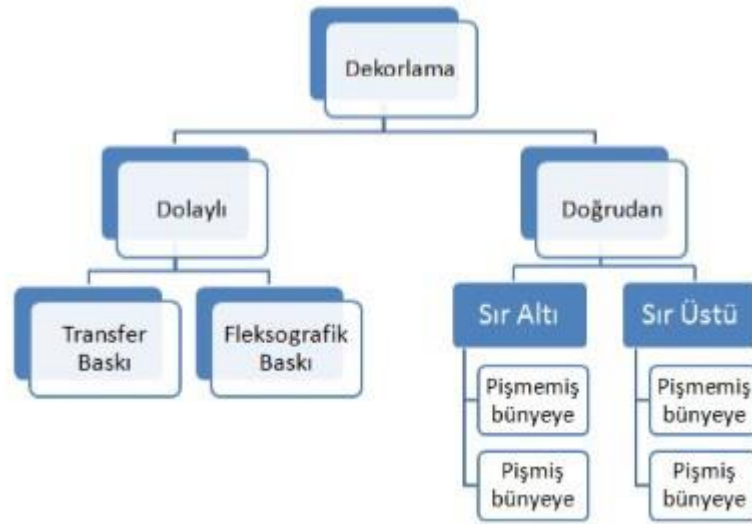 Dekorlama
Dolaylı
Doğrudan
Transfer
Baskı
Fleksografik
Baskı
Sır Altı
Sır Üstü
Pişmemiş
bünyeye
Pişmiş
bünyeye
Pişmemiş
bünyeye
Pişmiş
bünyeye